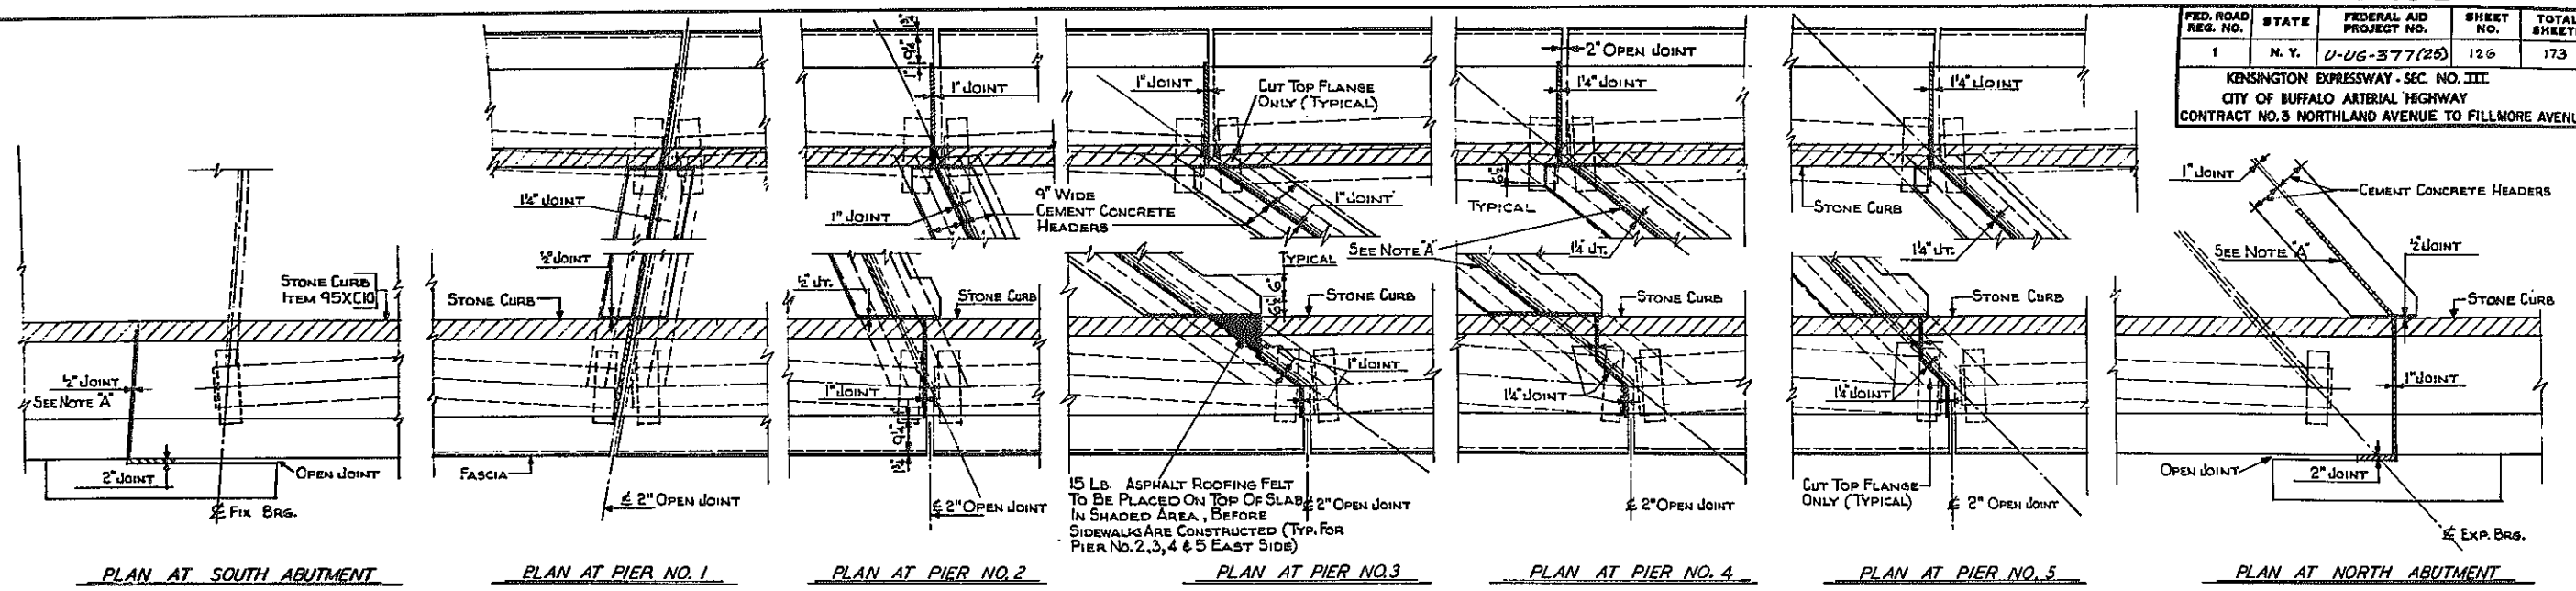 FED. ROAD REG. NO.
STATE
FEDERAL AID PROJECT NO.
SHEET NO.
TOTAL SHEETS
1
N. Y.
U-UG-377(25)
126
173
KENSINGTON EXPRESSWAY - SEC. NO. III
CITY OF BUFFALO ARTERIAL HIGHWAY
CONTRACT NO.3 NORTHLAND AVENUE TO FILLMORE AVENUE
STONE CURB
ITEM 95XC10
½" JOINT
SEE NOTE "A"
2" JOINT
OPEN JOINT
℄ FIX BRG.
PLAN AT SOUTH ABUTMENT
1¼" JOINT
½" JOINT
STONE CURB
FASCIA
℄ 2" OPEN JOINT
PLAN AT PIER NO. 1
1" 9¼"
1" JOINT
1" JOINT
9" WIDE
CEMENT CONCRETE
HEADERS
½" JT.
STONE CURB
1" JOINT
9¼"
1¾"
℄ 2" OPEN JOINT
PLAN AT PIER NO. 2
1" JOINT
CUT TOP FLANGE
ONLY (TYPICAL)
1" JOINT
TYPICAL
6"
6½"
STONE CURB
1" JOINT
15 LB. ASPHALT ROOFING FELT
TO BE PLACED ON TOP OF SLAB
IN SHADED AREA, BEFORE
SIDEWALKS ARE CONSTRUCTED (TYP. FOR
PIER NO. 2,3,4 & 5 EAST SIDE)
℄ 2" OPEN JOINT
PLAN AT PIER NO.3
2" OPEN JOINT
1¼" JOINT
6½"
TYPICAL
SEE NOTE "A"
1¼" JT.
STONE CURB
1¼" JOINT
℄ 2" OPEN JOINT
PLAN AT PIER NO. 4
1¼" JOINT
STONE CURB
1¼" JT.
STONE CURB
1¼" JOINT
CUT TOP FLANGE
ONLY (TYPICAL)
℄ 2" OPEN JOINT
PLAN AT PIER NO. 5
1" JOINT
CEMENT CONCRETE HEADERS
SEE NOTE "A"
½" JOINT
STONE CURB
1" JOINT
OPEN JOINT
2" JOINT
℄ EXP. BRG.
PLAN AT NORTH ABUTMENT